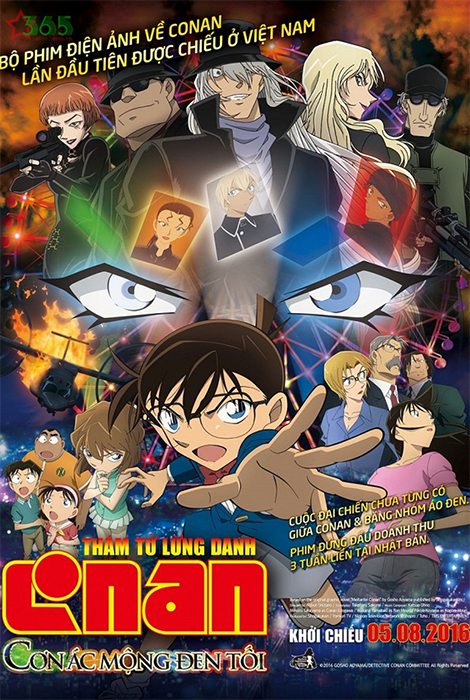 365
BỘ PHIM ĐIỆN ẢNH VỀ CONAN
LẦN ĐẦU TIÊN ĐƯỢC CHIẾU Ở VIỆT NAM
CUỘC ĐẠI CHIẾN CHƯA TỪNG CÓ
GIỮA CONAN & BĂNG NHÓM ÁO ĐEN.
PHIM ĐỨNG ĐẦU DOANH THU
3 TUẦN LIỀN TẠI NHẬT BẢN.
THÁM TỬ LỪNG DANH
CONAN
CƠN ÁC MỘNG ĐEN TỐI
KHỞI CHIẾU 05.08.2016
©2016 GOSHO AOYAMA/DETECTIVE CONAN COMMITTEE All Rights Reserved